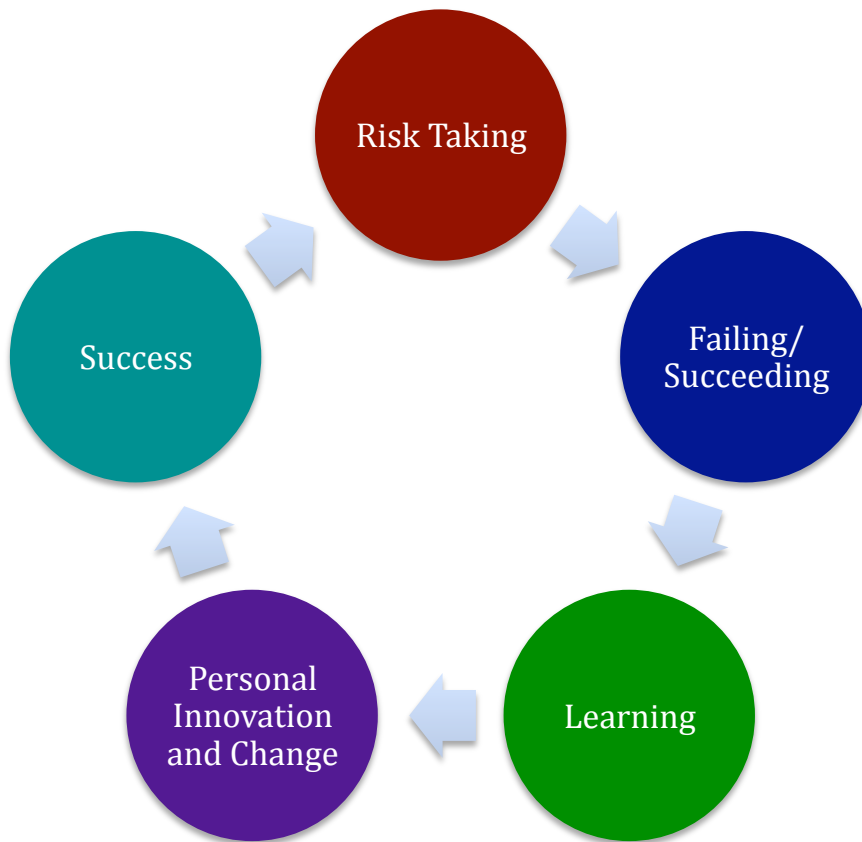 Risk Taking
Failing/
Succeeding
Learning
Personal
Innovation
and Change
Success